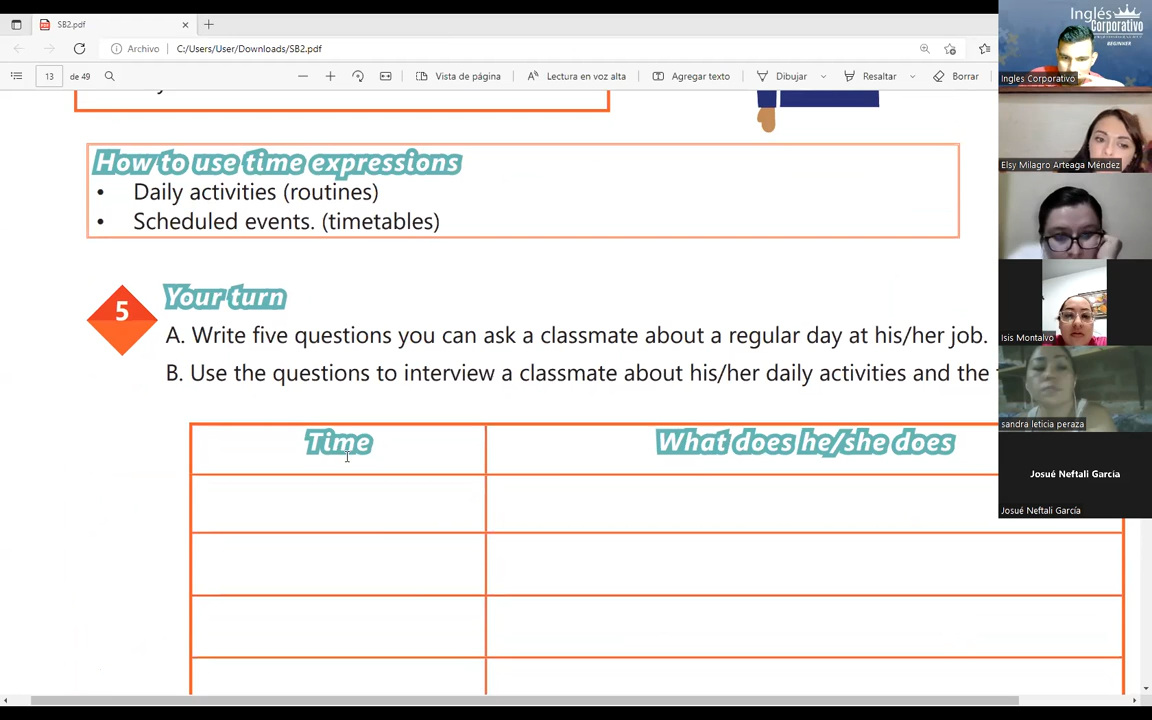 SB2.pdf
Archivo C:/Users/User/Downloads/SB2.pdf
13 de 49 Vista de página Lectura en voz alta Agregar texto Dibujar Resaltar Borrar
How to use time expressions
• Daily activities (routines)
• Scheduled events. (timetables)
5
Your turn
A. Write five questions you can ask a classmate about a regular day at his/her job.
B. Use the questions to interview a classmate about his/her daily activities and the
Time What does he/she does
Inglés
Corporativo
BEGINNER
Ingles Corporativo
Elsy Milagro Arteaga Méndez
Isis Montalvo
sandra leticia peraza
Josué Neftali Garcia
Josué Neftali García